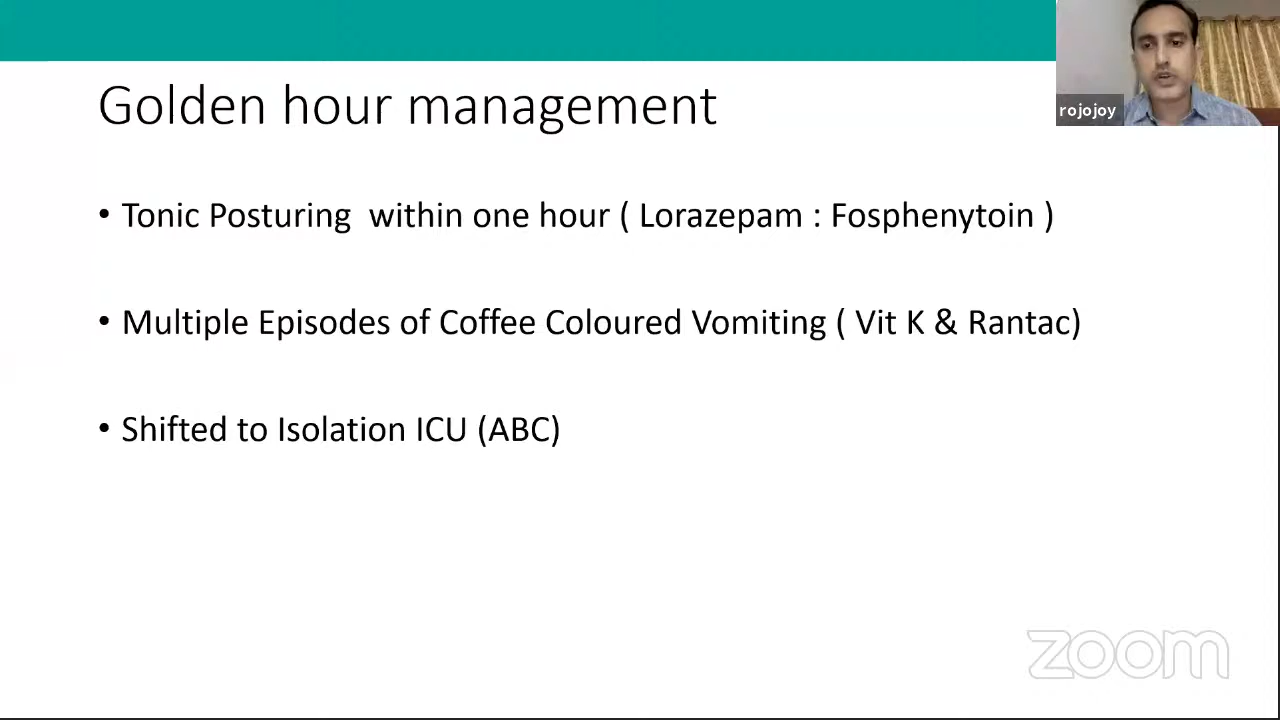 Golden hour management
rojojoy
• Tonic Posturing within one hour ( Lorazepam : Fosphenytoin )
• Multiple Episodes of Coffee Coloured Vomiting ( Vit K & Rantac)
• Shifted to Isolation ICU (ABC)
zoom